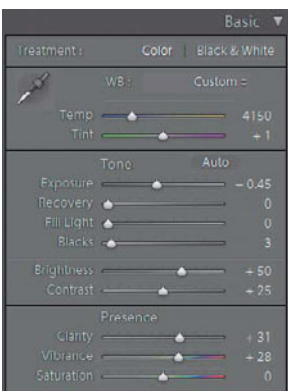 Basic ▼
Treatment : Color | Black & White
WB : Custom
Temp 4150
Tint + 1
Tone Auto
Exposure − 0.45
Recovery 0
Fill Light 0
Blacks 3
Brightness + 50
Contrast + 25
Presence
Clarity + 31
Vibrance + 28
Saturation 0